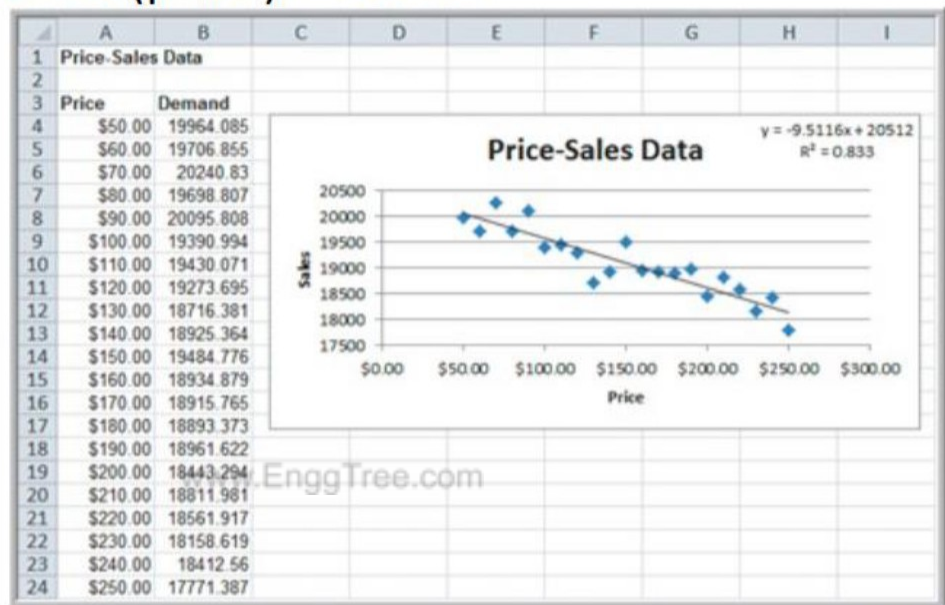 A B C D E F G H I
1 Price-Sales Data
2
3 Price Demand
4 $50.00 19964.085
5 $60.00 19706.855
6 $70.00 20240.83
7 $80.00 19698.807
8 $90.00 20095.808
9 $100.00 19390.994
10 $110.00 19430.071
11 $120.00 19273.695
12 $130.00 18716.381
13 $140.00 18925.364
14 $150.00 19484.776
15 $160.00 18934.879
16 $170.00 18915.765
17 $180.00 18893.373
18 $190.00 18961.622
19 $200.00 18443.294
20 $210.00 18811.981
21 $220.00 18561.917
22 $230.00 18158.619
23 $240.00 18412.56
24 $250.00 17771.387
Price-Sales Data
y = -9.5116x + 20512
R² = 0.833
20500
20000
19500
19000
18500
18000
17500
Sales
$0.00 $50.00 $100.00 $150.00 $200.00 $250.00 $300.00
Price
www.EnggTree.com